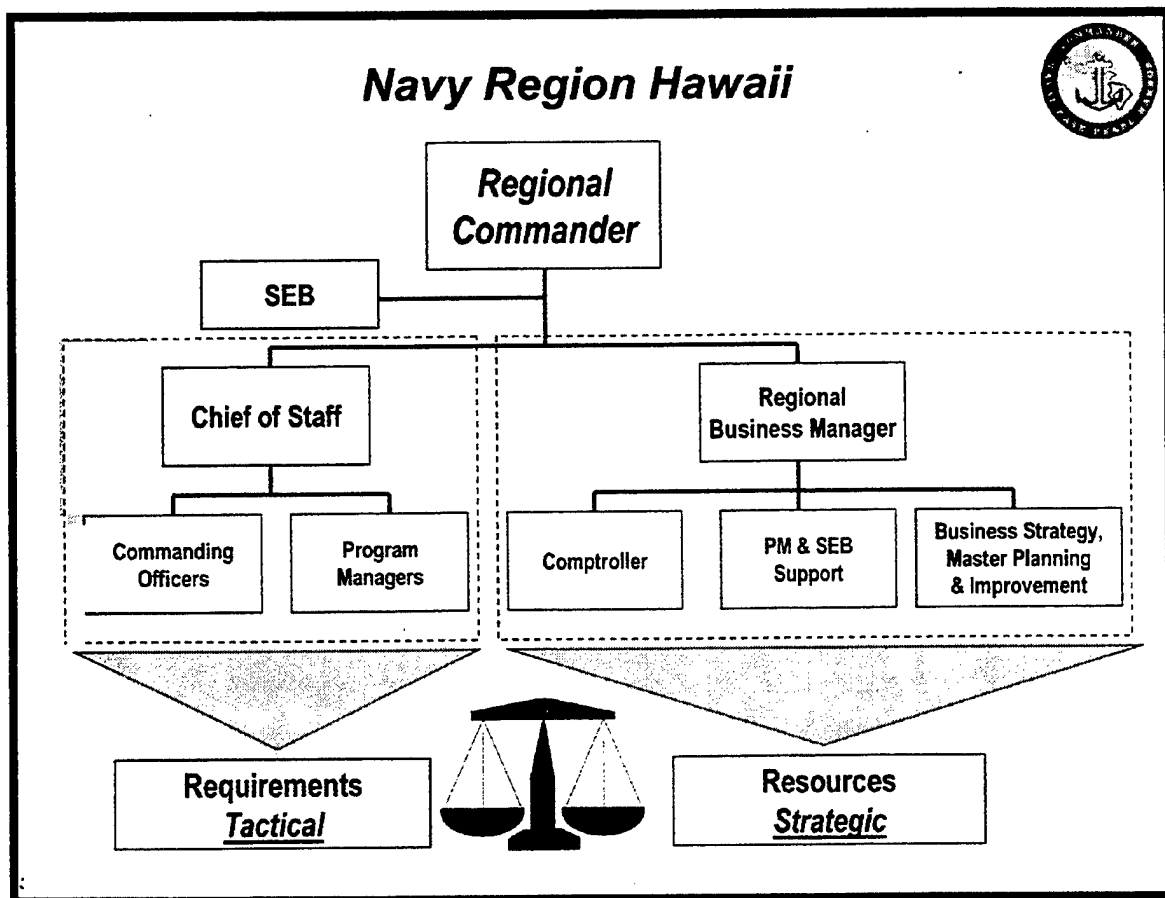 Navy Region Hawaii
COMMANDER
Regional
Commander
SEB
Chief of Staff
Regional
Business Manager
Commanding
Officers
Program
Managers
Comptroller
PM & SEB
Support
Business Strategy,
Master Planning
& Improvement
Requirements
Tactical
Resources
Strategic